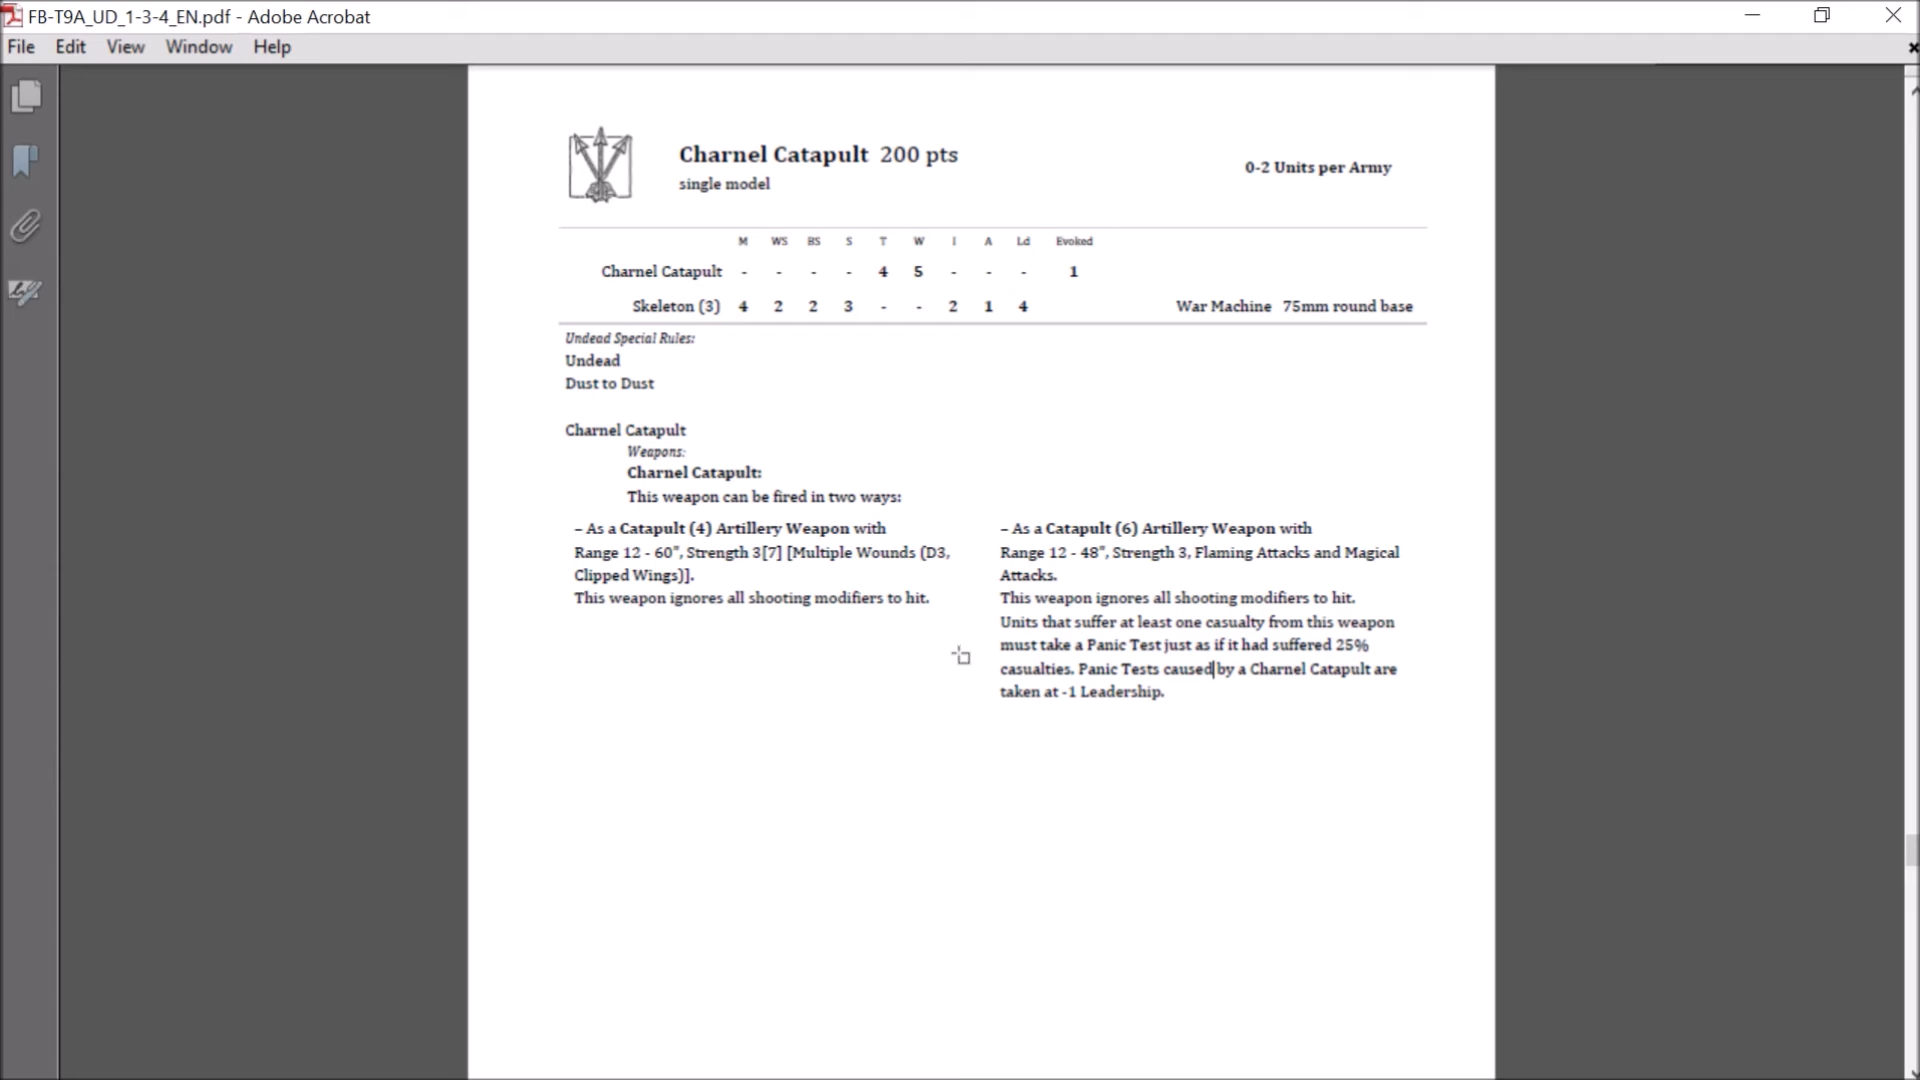 FB-T9A_UD_1-3-4_EN.pdf - Adobe Acrobat
File Edit View Window Help
Charnel Catapult 200 pts
single model
0-2 Units per Army
M WS BS S T W I A Ld Evoked
Charnel Catapult - - - - 4 5 - - - 1
Skeleton (3) 4 2 2 3 - - 2 1 4 War Machine 75mm round base
Undead Special Rules:
Undead
Dust to Dust
Charnel Catapult
Weapons:
Charnel Catapult:
This weapon can be fired in two ways:
– As a Catapult (4) Artillery Weapon with
Range 12 - 60", Strength 3[7] [Multiple Wounds (D3,
Clipped Wings)].
This weapon ignores all shooting modifiers to hit.
– As a Catapult (6) Artillery Weapon with
Range 12 - 48", Strength 3, Flaming Attacks and Magical
Attacks.
This weapon ignores all shooting modifiers to hit.
Units that suffer at least one casualty from this weapon
must take a Panic Test just as if it had suffered 25%
casualties. Panic Tests caused by a Charnel Catapult are
taken at -1 Leadership.